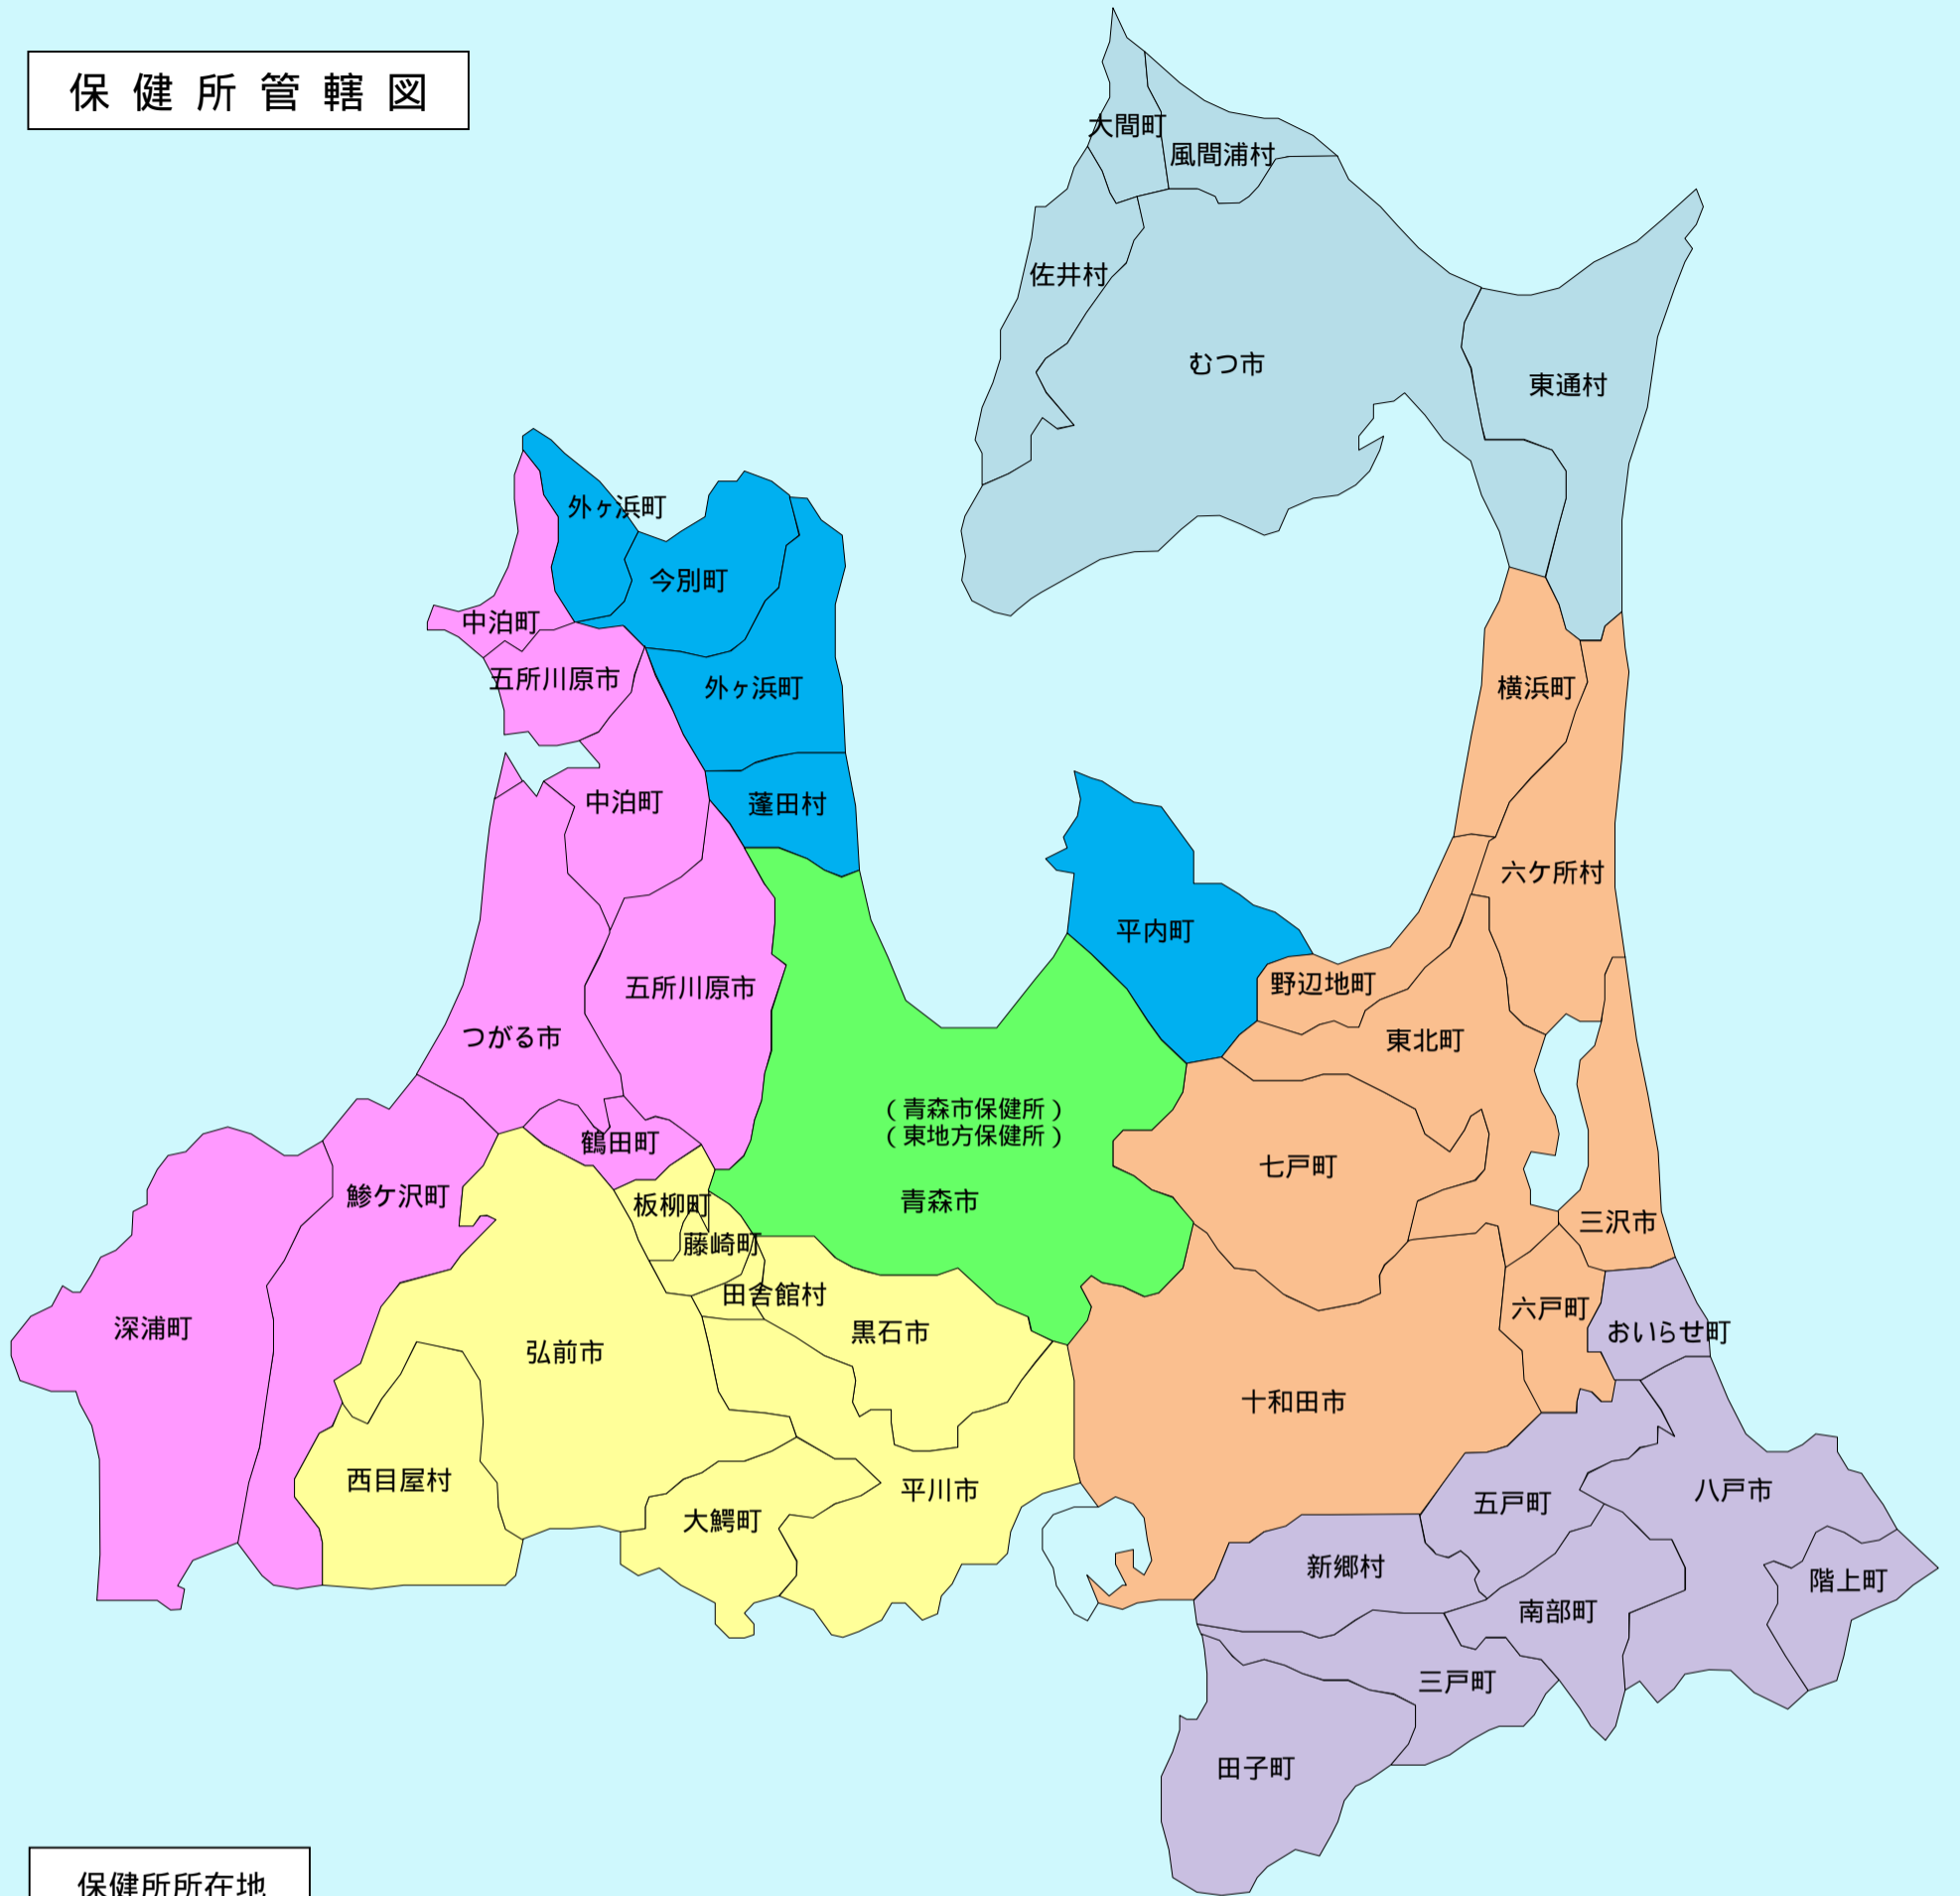 保健所管轄図
大間町
風間浦村
佐井村
むつ市
東通村
外ヶ浜町
今別町
中泊町
五所川原市
外ヶ浜町
横浜町
中泊町
蓬田村
六ケ所村
平内町
野辺地町
五所川原市
つがる市
東北町
(青森市保健所)
(東地方保健所)
鶴田町
七戸町
鯵ケ沢町
板柳町
青森市
三沢市
藤崎町
田舎館村
六戸町
深浦町
黒石市
おいらせ町
弘前市
十和田市
西目屋村
平川市
八戸市
五戸町
大鰐町
新郷村
階上町
南部町
三戸町
田子町
保健所所在地